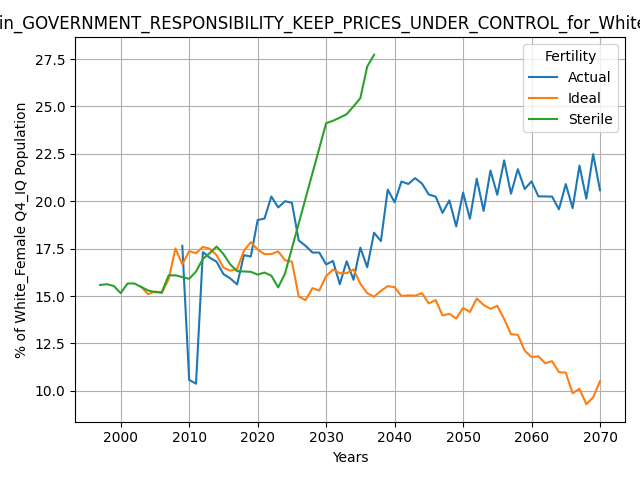 in_GOVERNMENT_RESPONSIBILITY_KEEP_PRICES_UNDER_CONTROL_for_White
Fertility
Actual
Ideal
Sterile
% of White_Female Q4_IQ Population
27.5
25.0
22.5
20.0
17.5
15.0
12.5
10.0
2000 2010 2020 2030 2040 2050 2060 2070
Years